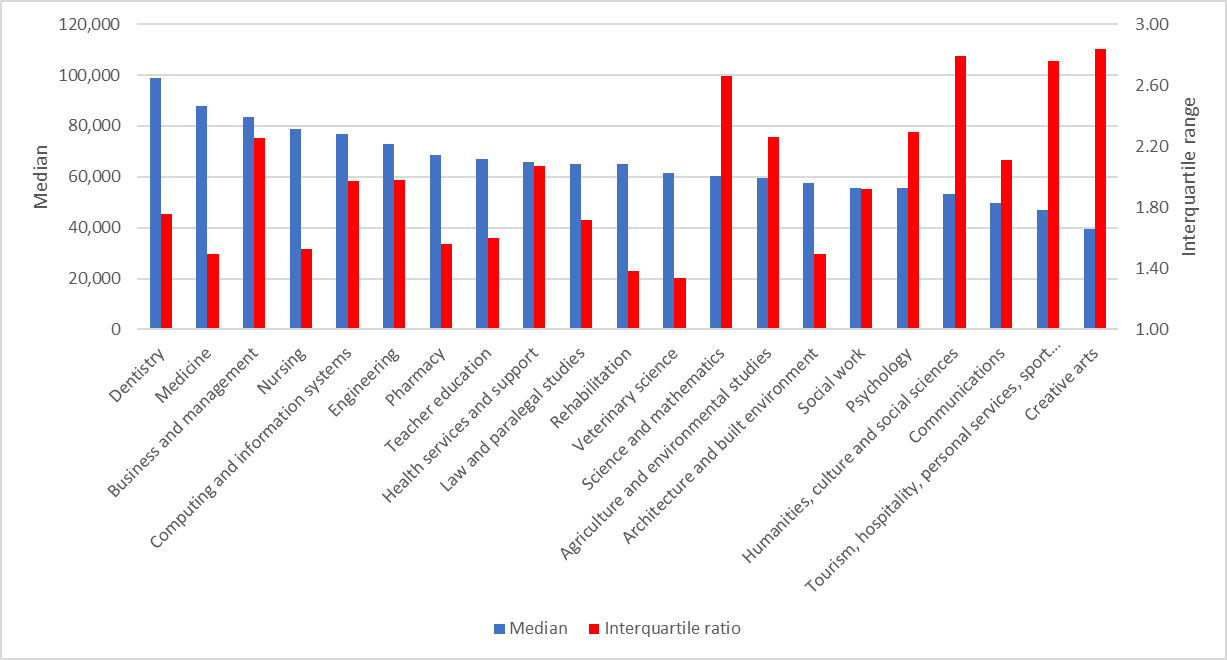 120,000
100,000
80,000
60,000
40,000
20,000
0
Median
3.00
2.60
2.20
1.80
1.40
1.00
Interquartile range
Dentistry
Medicine
Business and management
Nursing
Computing and information systems
Engineering
Pharmacy
Teacher education
Health services and support
Law and paralegal studies
Rehabilitation
Veterinary science
Science and mathematics
Agriculture and environmental studies
Architecture and built environment
Social work
Psychology
Humanities, culture and social sciences
Communications
Tourism, hospitality, personal services, sport...
Creative arts
Median
Interquartile ratio